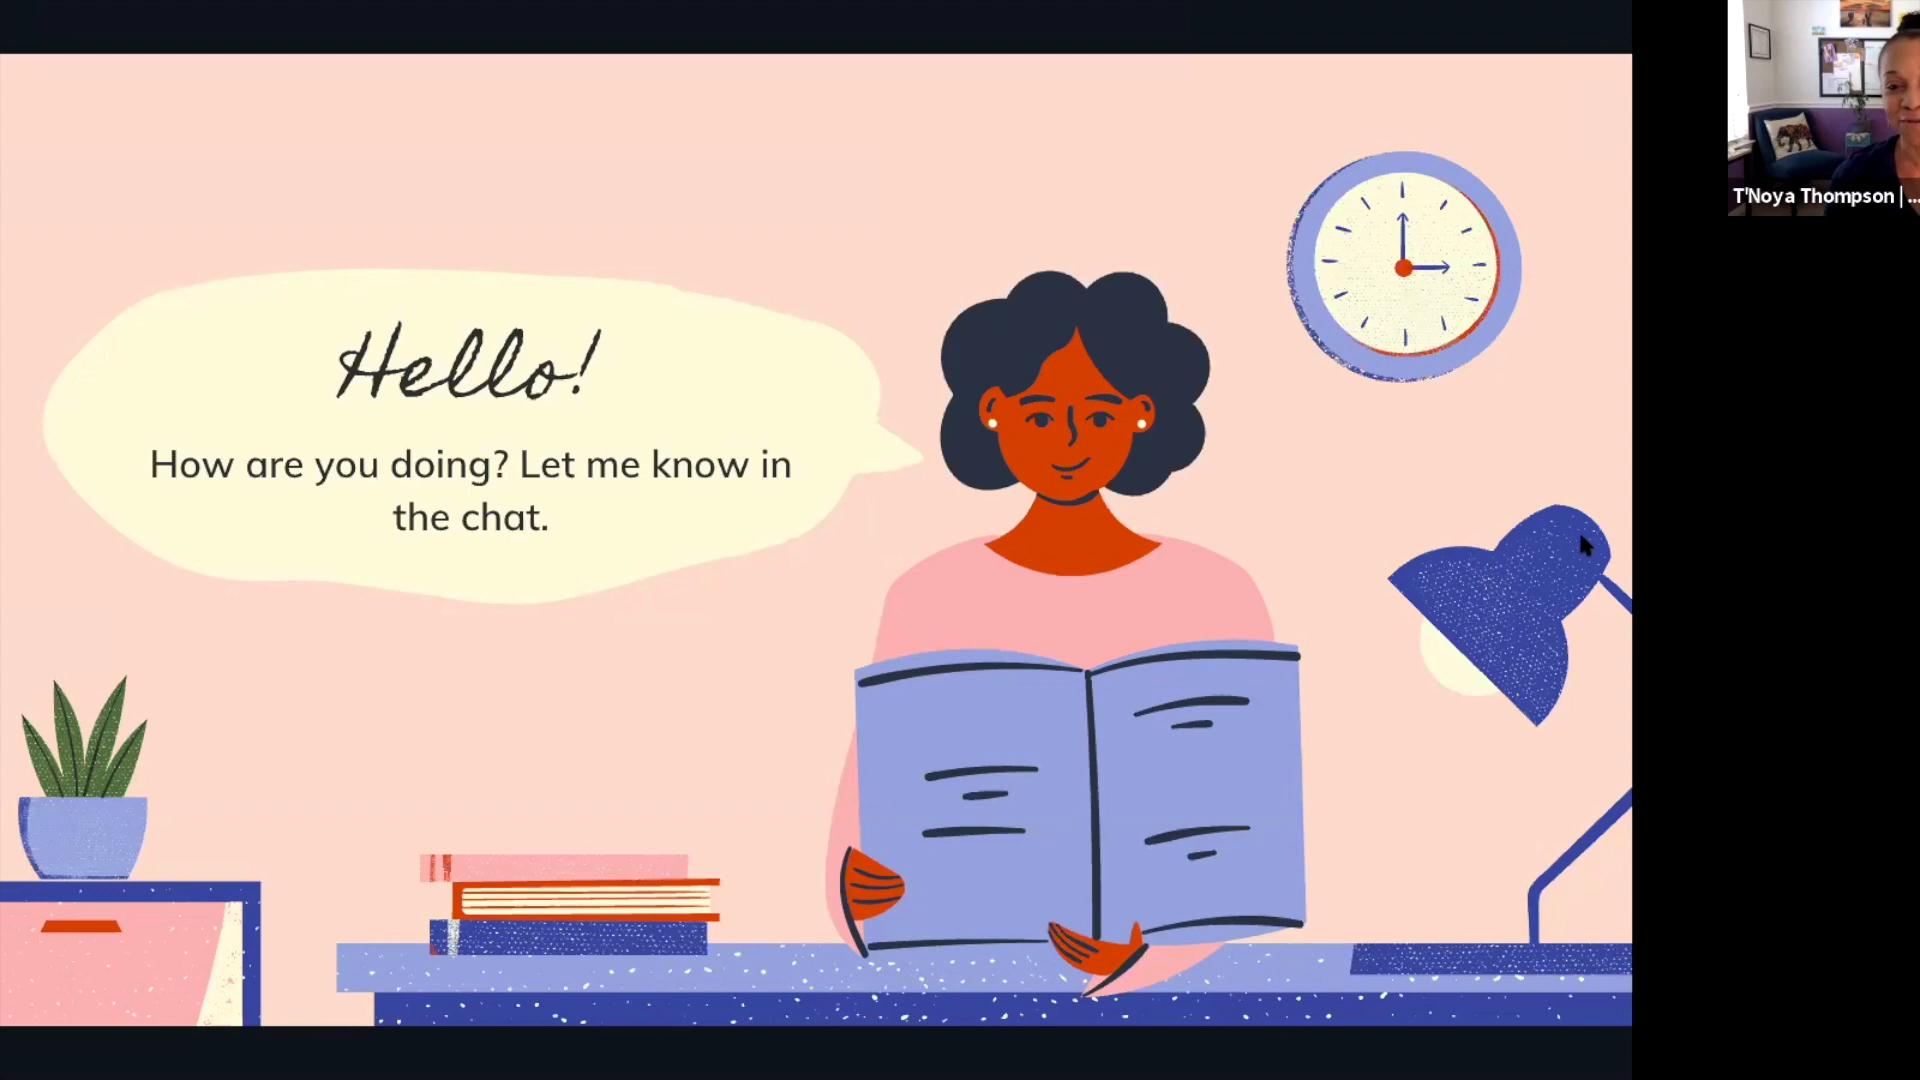 Hello!
How are you doing? Let me know in
the chat.
T'Noya Thompson | ...